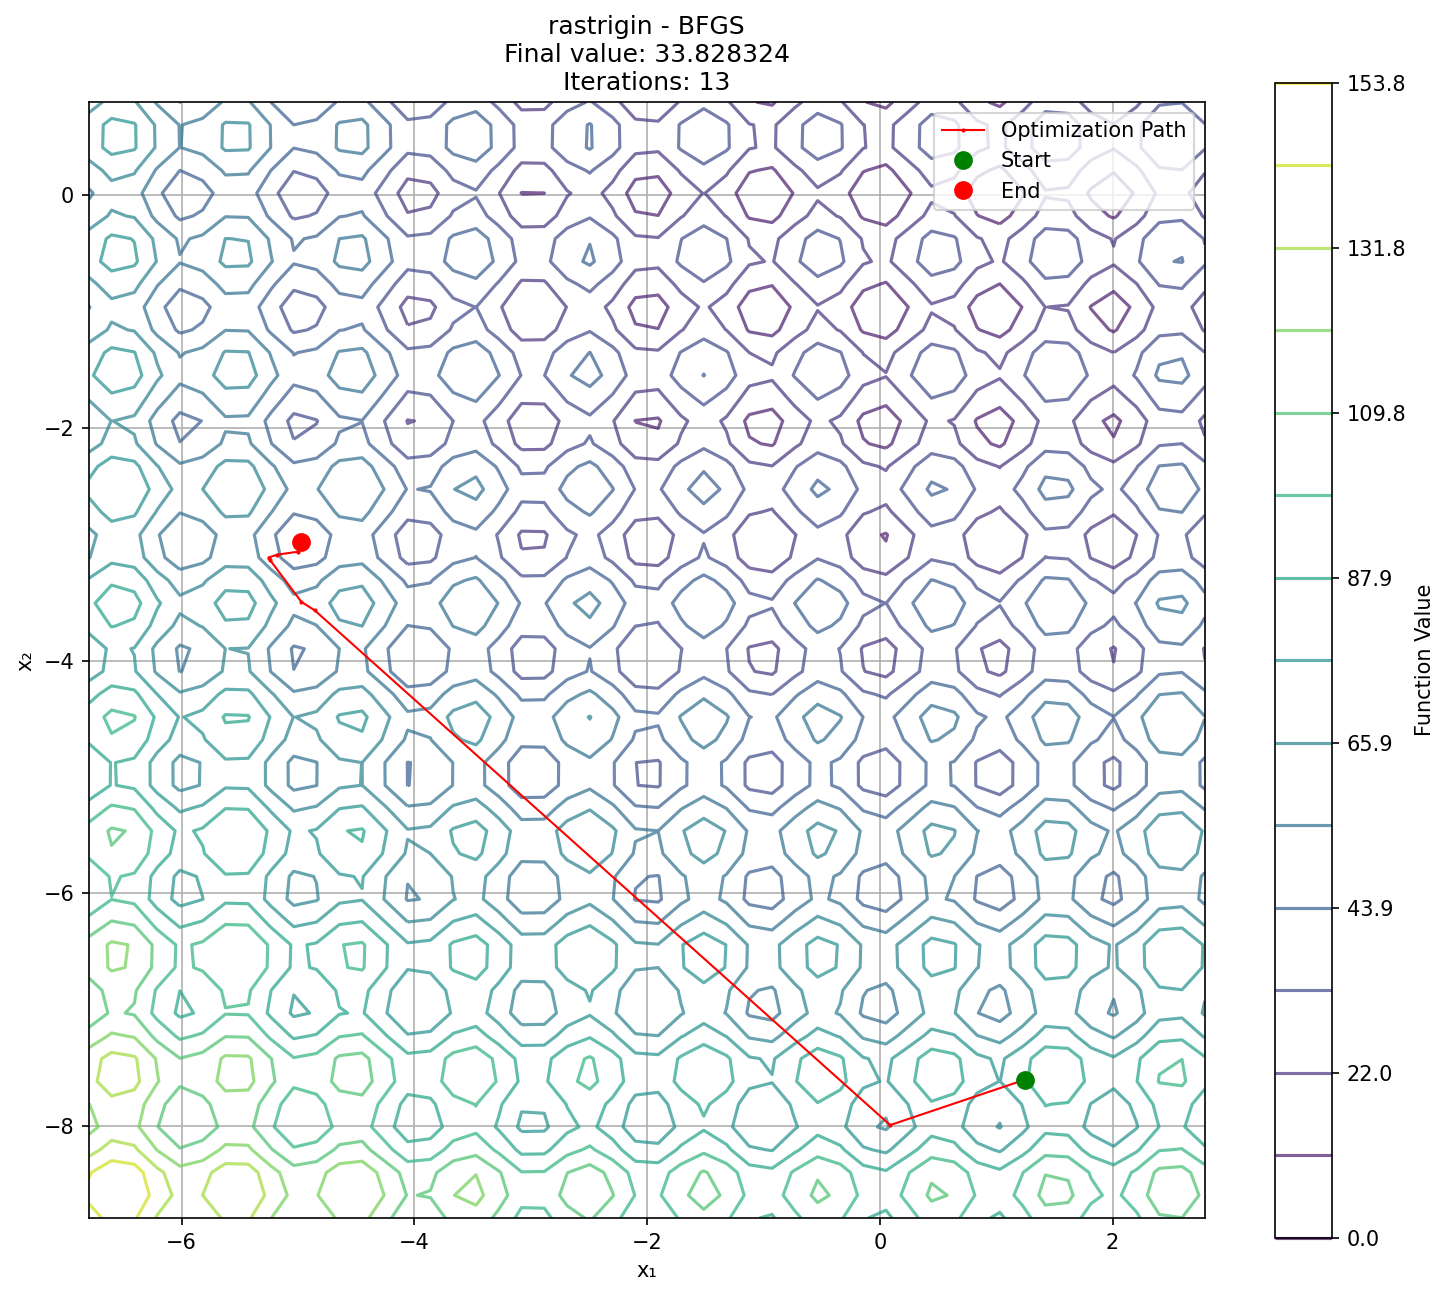 rastrigin - BFGS
Final value: 33.828324
Iterations: 13
Optimization Path
Start
End
0
−2
−4
−6
−8
x₂
−6
−4
−2
0
2
x₁
153.8
131.8
109.8
87.9
65.9
43.9
22.0
0.0
Function Value